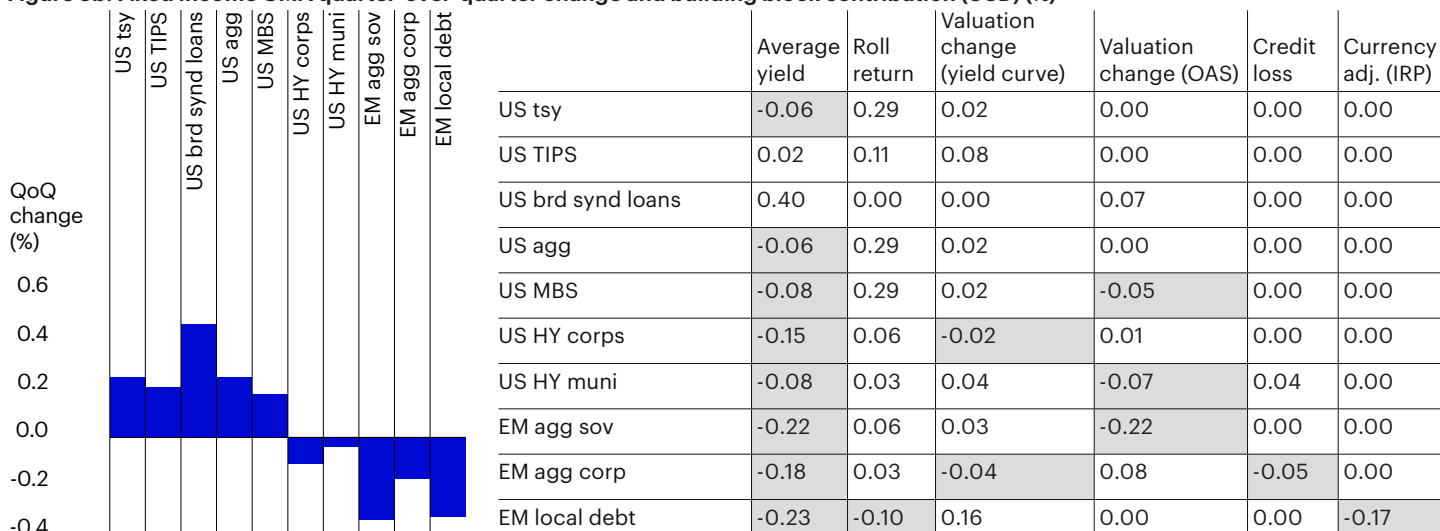 US tsy
US TIPS
US brd synd loans
US agg
US MBS
US HY corps
US HY muni
EM agg sov
EM agg corp
EM local debt
QoQ
change
(%)
0.6
0.4
0.2
0.0
-0.2
-0.4
Average yield | Roll return | Valuation change (yield curve) | Valuation change (OAS) | Credit loss | Currency adj. (IRP)
US tsy -0.06 0.29 0.02 0.00 0.00 0.00
US TIPS 0.02 0.11 0.08 0.00 0.00 0.00
US brd synd loans 0.40 0.00 0.00 0.07 0.00 0.00
US agg -0.06 0.29 0.02 0.00 0.00 0.00
US MBS -0.08 0.29 0.02 -0.05 0.00 0.00
US HY corps -0.15 0.06 -0.02 0.01 0.00 0.00
US HY muni -0.08 0.03 0.04 -0.07 0.04 0.00
EM agg sov -0.22 0.06 0.03 -0.22 0.00 0.00
EM agg corp -0.18 0.03 -0.04 0.08 -0.05 0.00
EM local debt -0.23 -0.10 0.16 0.00 0.00 -0.17